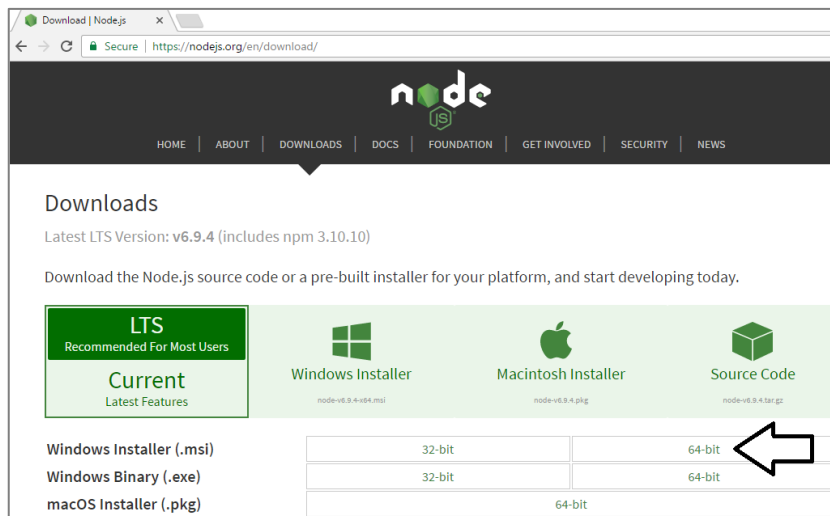 Download | Node.js
Secure | https://nodejs.org/en/download/
node
JS
HOME | ABOUT | DOWNLOADS | DOCS | FOUNDATION | GET INVOLVED | SECURITY | NEWS
Downloads
Latest LTS Version: v6.9.4 (includes npm 3.10.10)
Download the Node.js source code or a pre-built installer for your platform, and start developing today.
LTS
Recommended For Most Users
Current
Latest Features
Windows Installer
node-v6.9.4-x64.msi
Macintosh Installer
node-v6.9.4.pkg
Source Code
node-v6.9.4.tar.gz
Windows Installer (.msi) 32-bit 64-bit
Windows Binary (.exe) 32-bit 64-bit
macOS Installer (.pkg) 64-bit